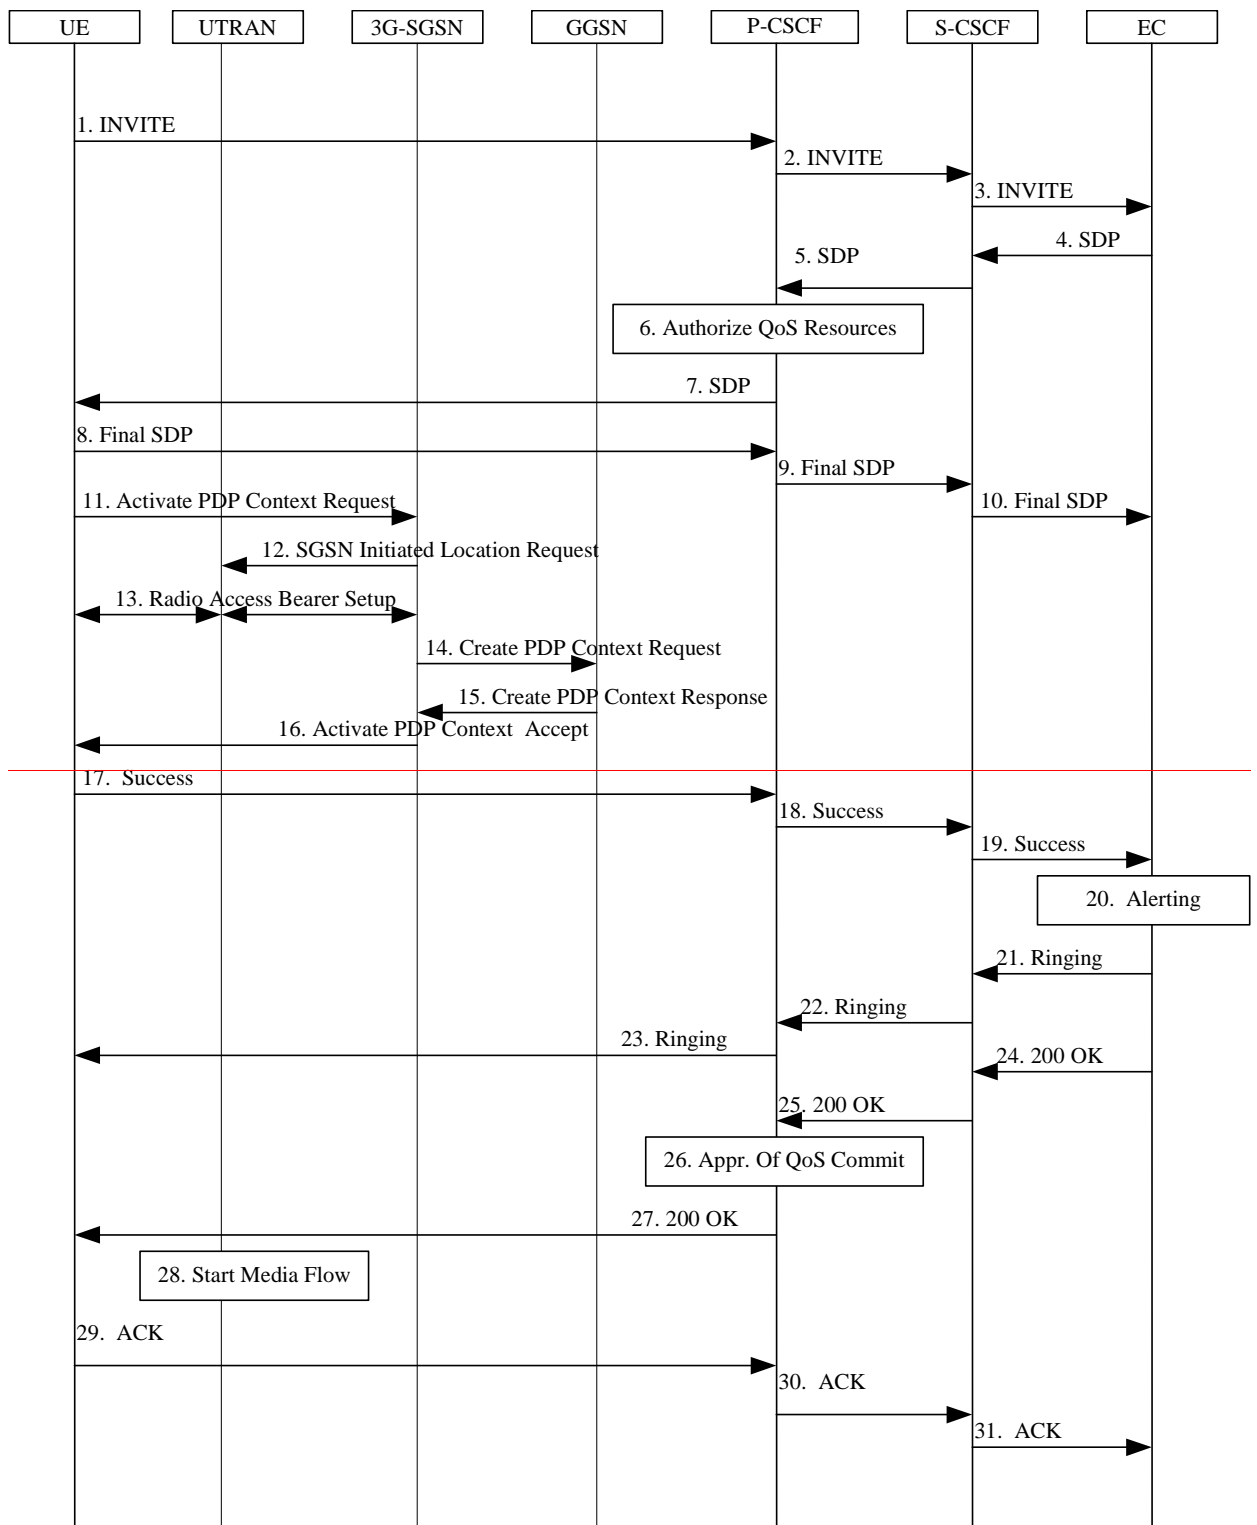 UE UTRAN 3G-SGSN GGSN P-CSCF S-CSCF EC
1. INVITE
2. INVITE
3. INVITE
4. SDP
5. SDP
6. Authorize QoS Resources
7. SDP
8. Final SDP
9. Final SDP
11. Activate PDP Context Request
10. Final SDP
12. SGSN Initiated Location Request
13. Radio Access Bearer Setup
14. Create PDP Context Request
15. Create PDP Context Response
16. Activate PDP Context Accept
17. Success
18. Success
19. Success
20. Alerting
21. Ringing
22. Ringing
23. Ringing
24. 200 OK
25. 200 OK
26. Appr. Of QoS Commit
27. 200 OK
28. Start Media Flow
29. ACK
30. ACK
31. ACK